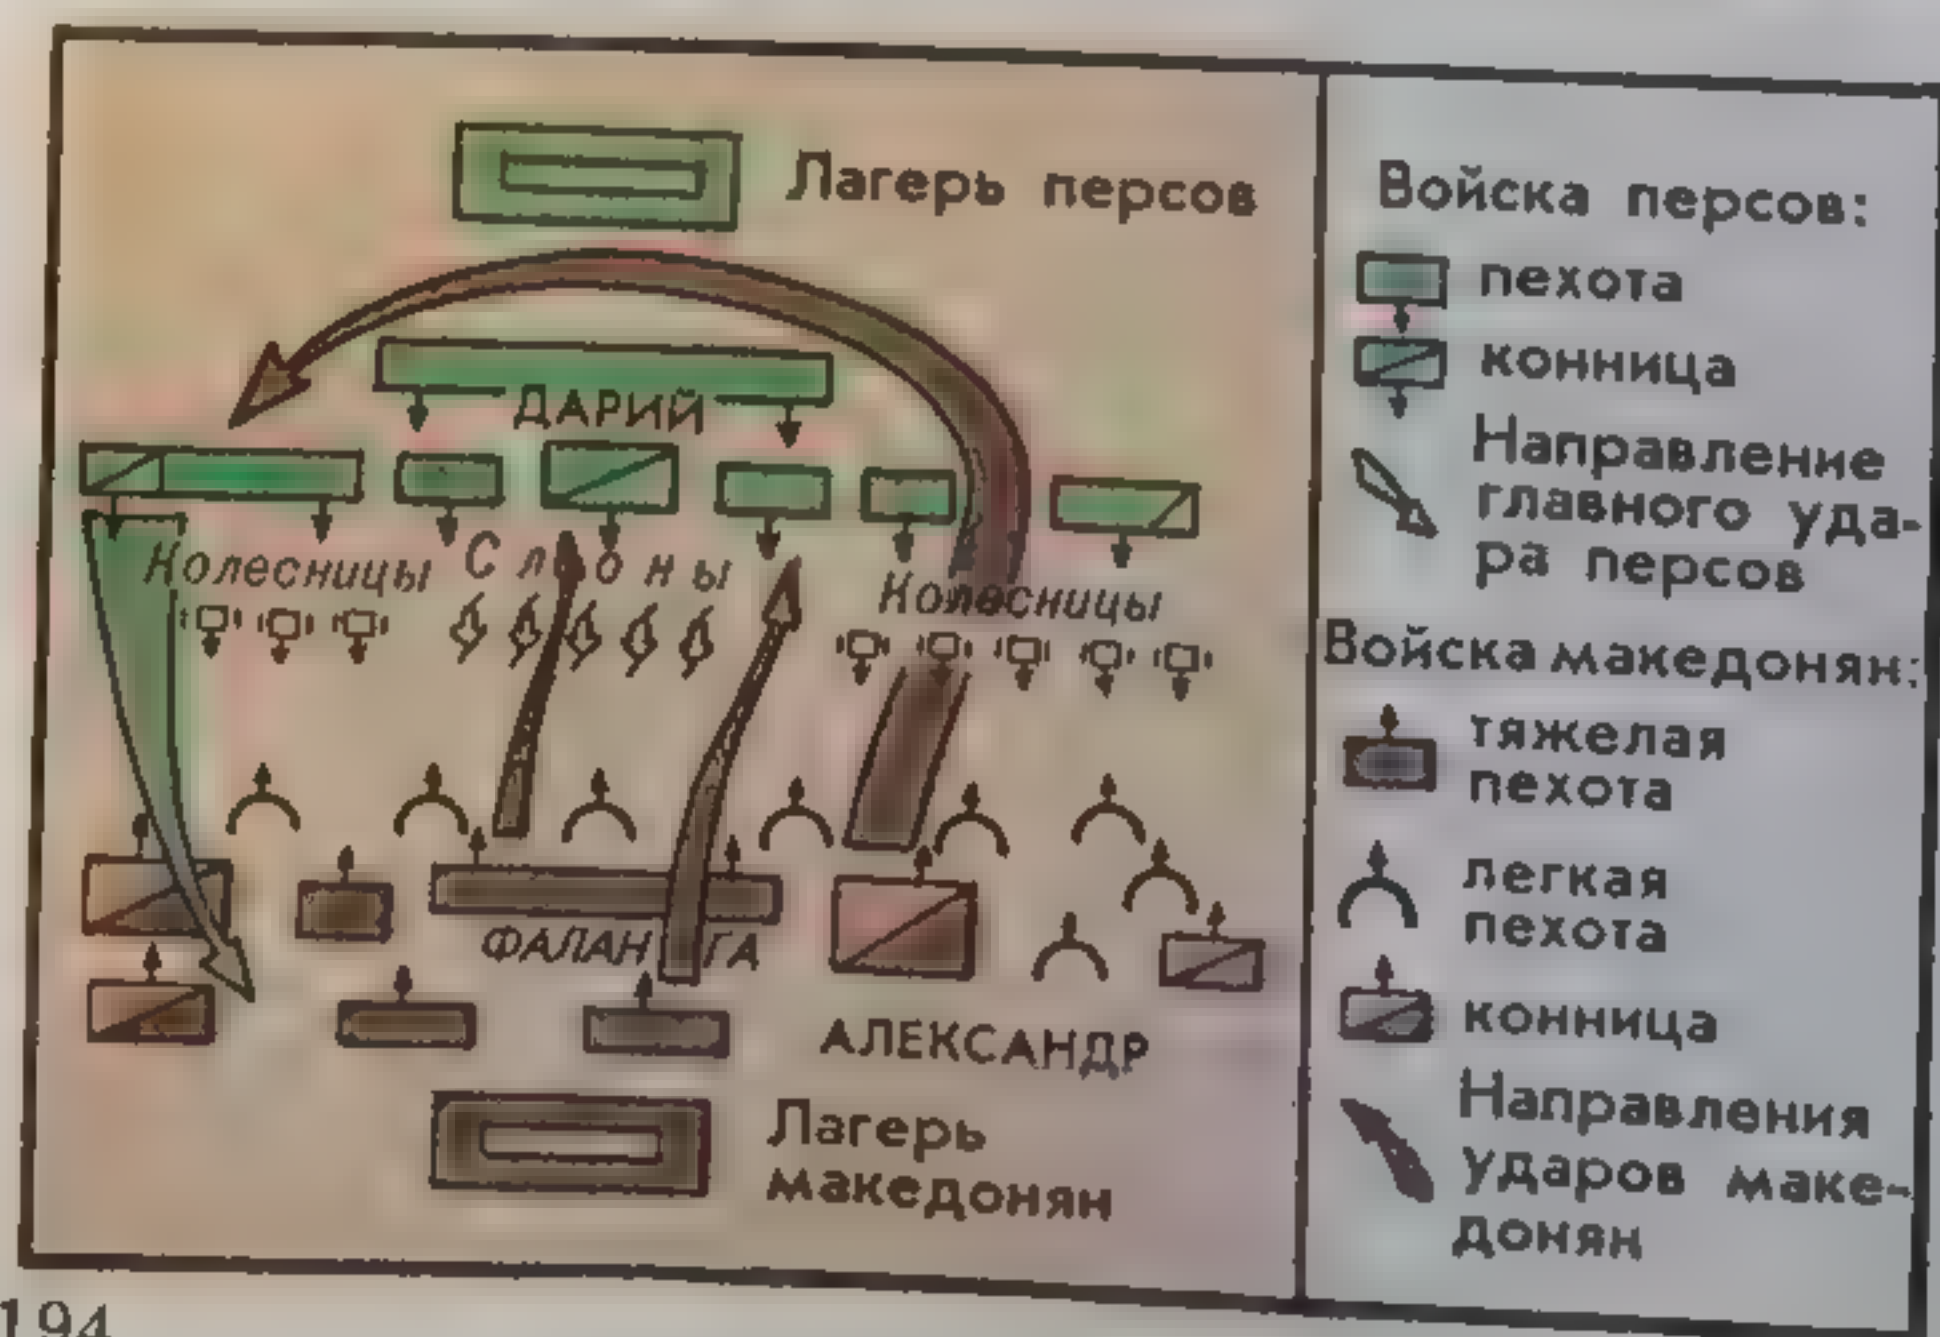 Лагерь персов
ДАРИЙ
Колесницы
Слоны
Колесницы
ФАЛАНГА
АЛЕКСАНДР
Лагерь
македонян
Войска персов:
пехота
конница
Направление
главного уда-
ра персов
Войска македонян:
тяжелая
пехота
легкая
пехота
конница
Направления
ударов маке-
донян
194